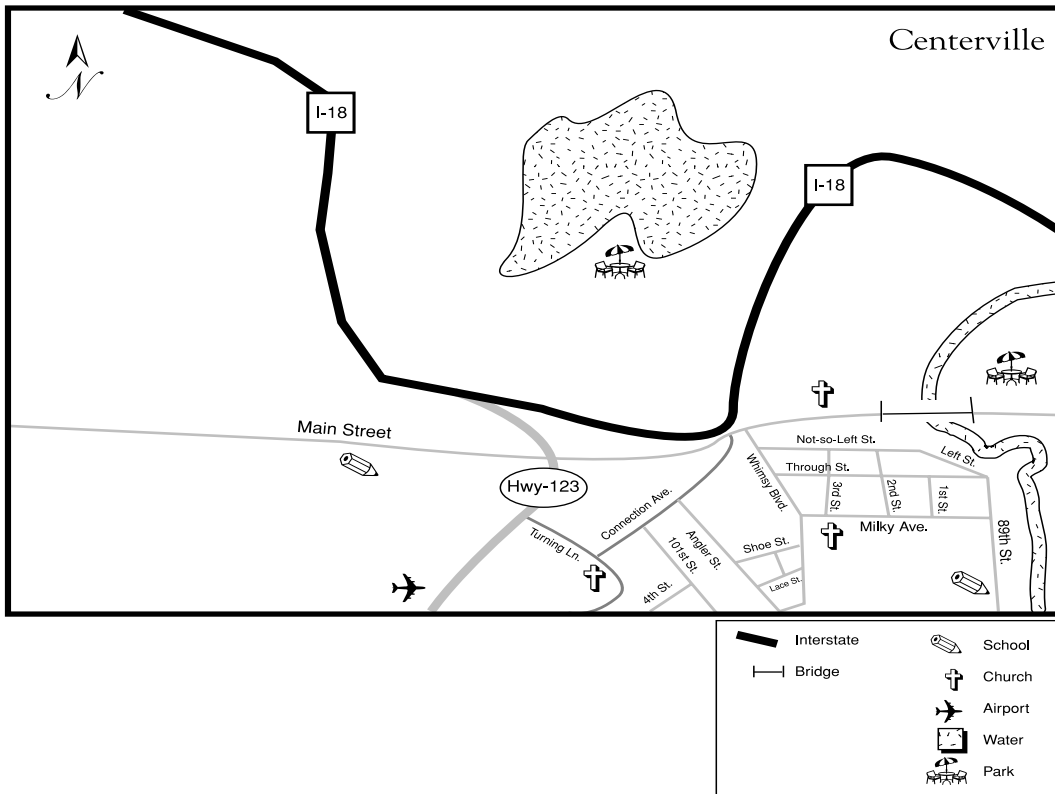 Centerville
N
I-18
I-18
Main Street
Not-so-Left St.
Left St.
Through St.
Whimsy Blvd.
3rd St.
2nd St.
1st St.
Hwy-123
Connection Ave.
Milky Ave.
89th St.
Turning Ln.
Angler St.
101st St.
Shoe St.
Lace St.
4th St.
Interstate
Bridge
School
Church
Airport
Water
Park